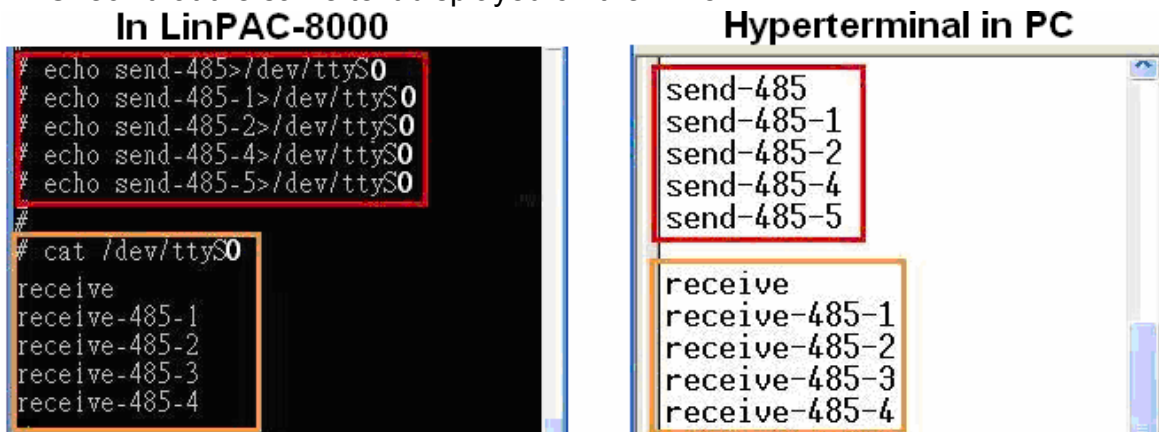 displayed on the
In LinPAC-8000
# echo send-485>/dev/ttyS0
# echo send-485-1>/dev/ttyS0
# echo send-485-2>/dev/ttyS0
# echo send-485-4>/dev/ttyS0
# echo send-485-5>/dev/ttyS0
#
# cat /dev/ttyS0
receive
receive-485-1
receive-485-2
receive-485-3
receive-485-4
Hyperterminal in PC
send-485
send-485-1
send-485-2
send-485-4
send-485-5
receive
receive-485-1
receive-485-2
receive-485-3
receive-485-4